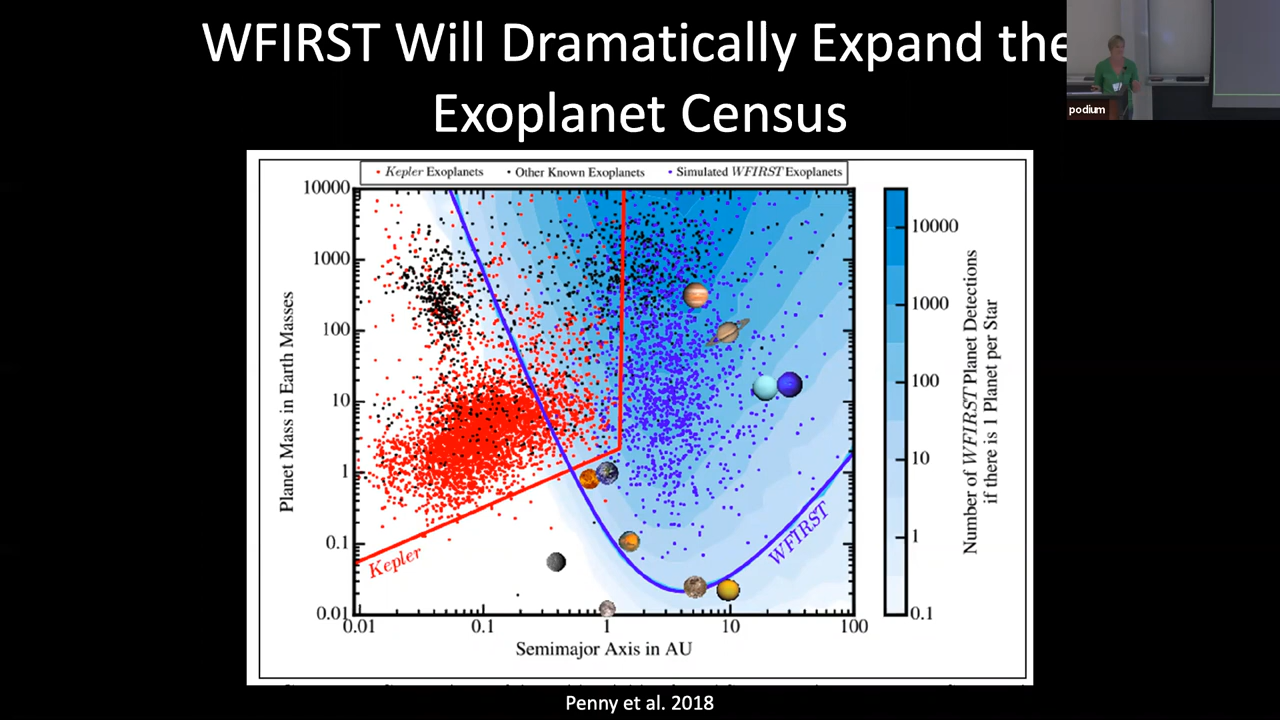 WFIRST Will Dramatically Expand the
Exoplanet Census
podium
Kepler Exoplanets
Other Known Exoplanets
Simulated WFIRST Exoplanets
10000
1000
100
10
1
0.1
0.01
Planet Mass in Earth Masses
Kepler
WFIRST
0.01
0.1
1
10
100
Semimajor Axis in AU
10000
1000
100
10
1
0.1
Number of WFIRST Planet Detections
if there is 1 Planet per Star
Penny et al. 2018